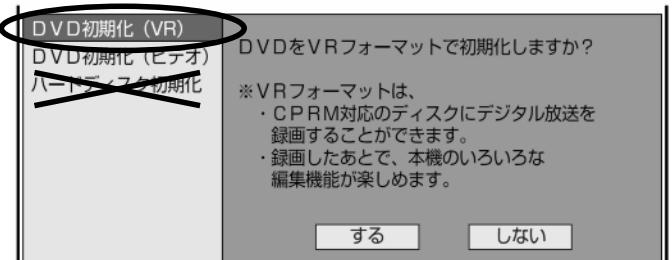 ＤＶＤ初期化（VR）
ＤＶＤ初期化（ビデオ）
ハードディスク初期化
ＤＶＤをＶＲフォーマットで初期化しますか？
※ＶＲフォーマットは、
・ＣＰＲＭ対応のディスクにデジタル放送を
録画することができます。
・録画したあとで、本機のいろいろな
編集機能が楽しめます。
する
しない